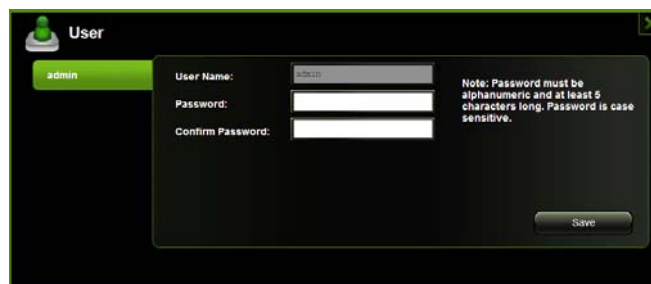 User
admin
User Name:
admin
Password:
Confirm Password:
Note: Password must be
alphanumeric and at least 5
characters long. Password is case
sensitive.
Save